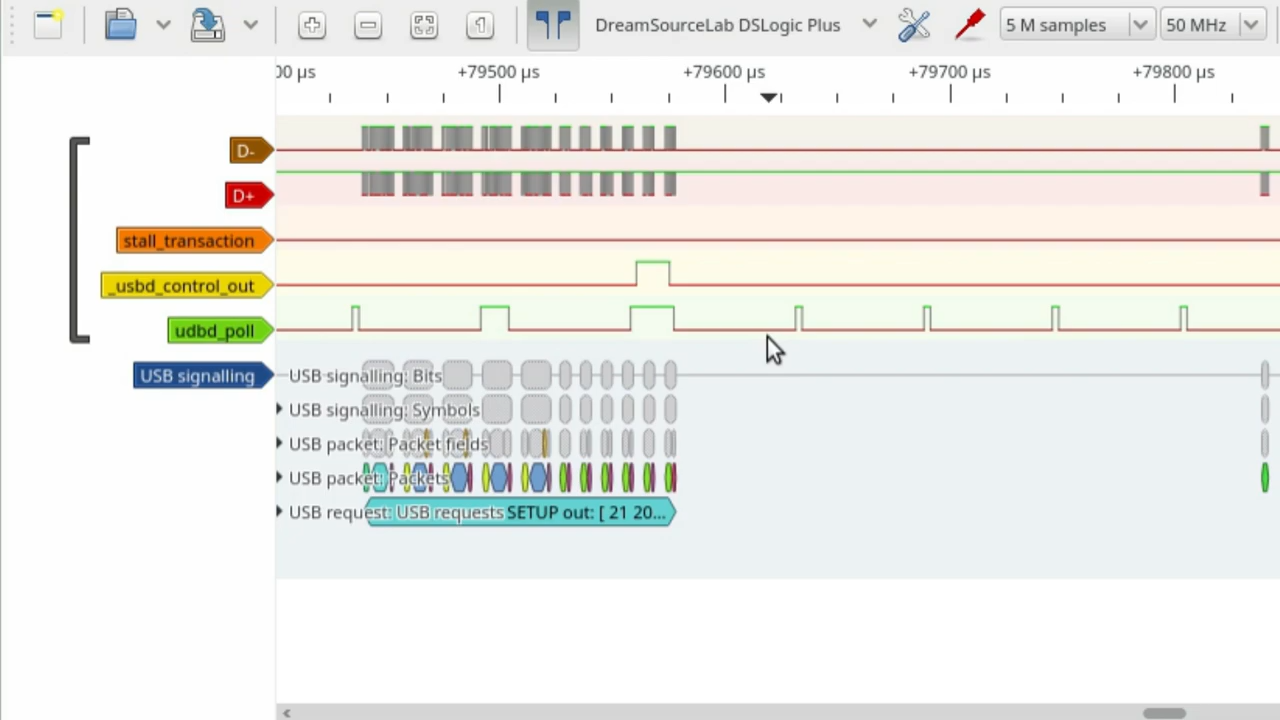 1 DreamSourceLab DSLogic Plus 5 M samples 50 MHz
00 µs +79500 µs +79600 µs +79700 µs +79800 µs
D-
D+
stall_transaction
_usbd_control_out
udbd_poll
USB signalling USB signalling: Bits
USB signalling: Symbols
USB packet: Packet fields
USB packet: Packets
USB request: USB requests SETUP out: [ 21 20...